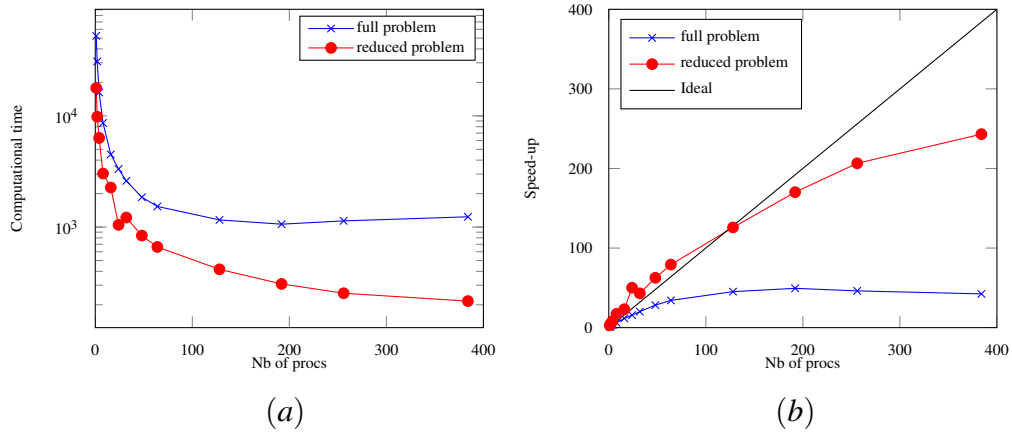 full problem
reduced problem
10^4
10^3
Computational time
0 100 200 300 400
Nb of procs
(a)
400
300
200
100
0
Speed-up
full problem
reduced problem
Ideal
0 100 200 300 400
Nb of procs
(b)